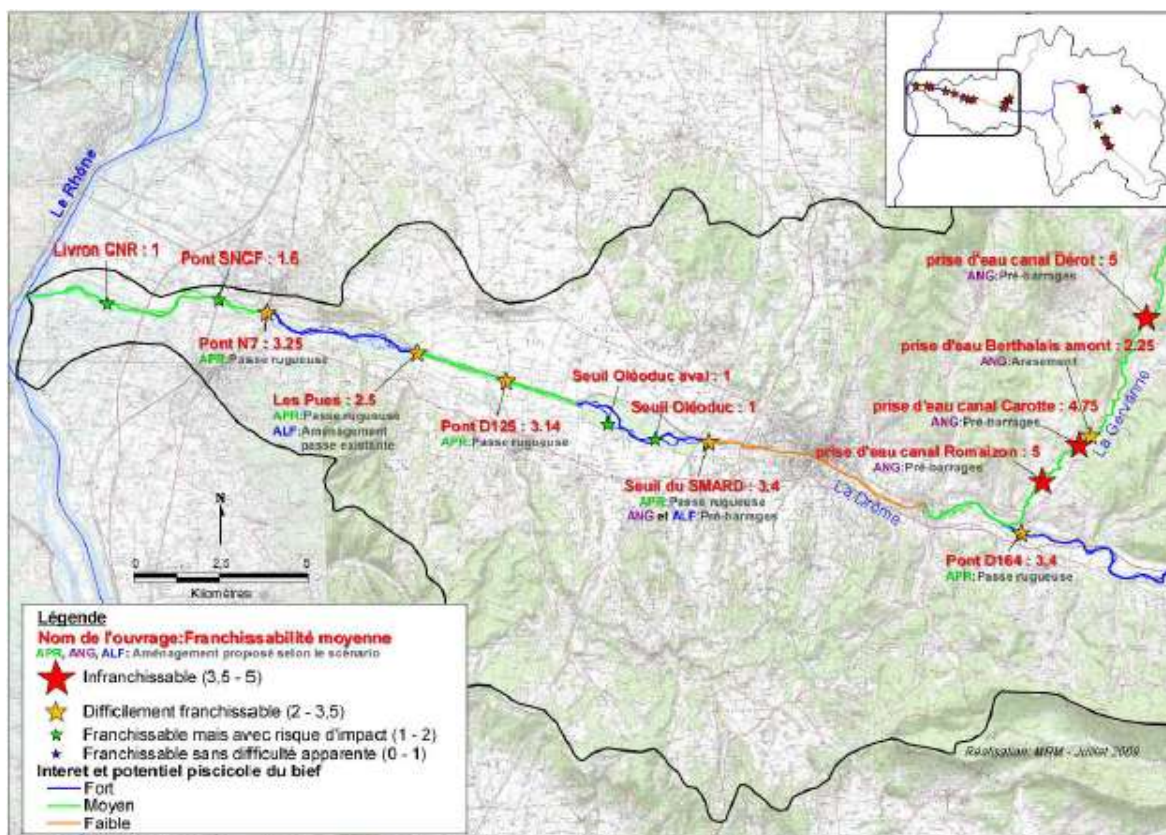 Le Rhône
Livron CNR : 1
Pont SNCF : 1.6
Pont N7 : 3.25
APR:Passe rugueuse
Les Pues : 2.5
APR:Passe rugueuse
ALF:Aménagement
passe existante
Pont D125 : 3.14
APR:Passe rugueuse
Seuil Oléoduc aval : 1
Seuil Oléoduc : 1
Seuil du SMARD : 3,4
APR:Passe rugueuse
ANG et ALF:Pré-barrages
prise d'eau canal Dérot : 5
ANG:Pré-barrages
prise d'eau Berthalais amont : 2.25
ANG:Arasement
prise d'eau canal Carotte : 4.75
ANG:Pré-barrages
prise d'eau canal Romaizon : 5
ANG:Pré-barrages
La Gervanne
La Drôme
Pont D164 : 3,4
APR:Passe rugueuse
N
0 2,5 5
Kilomètres
Légende
Nom de l'ouvrage:Franchissabilité moyenne
APR, ANG, ALF: Aménagement proposé selon le scénario
Infranchissable (3,5 - 5)
Difficilement franchissable (2 - 3,5)
Franchissable mais avec risque d'impact (1 - 2)
Franchissable sans difficulté apparente (0 - 1)
Interet et potentiel piscicole du bief
Fort
Moyen
Faible
Réalisation: MRM - Juillet 2009